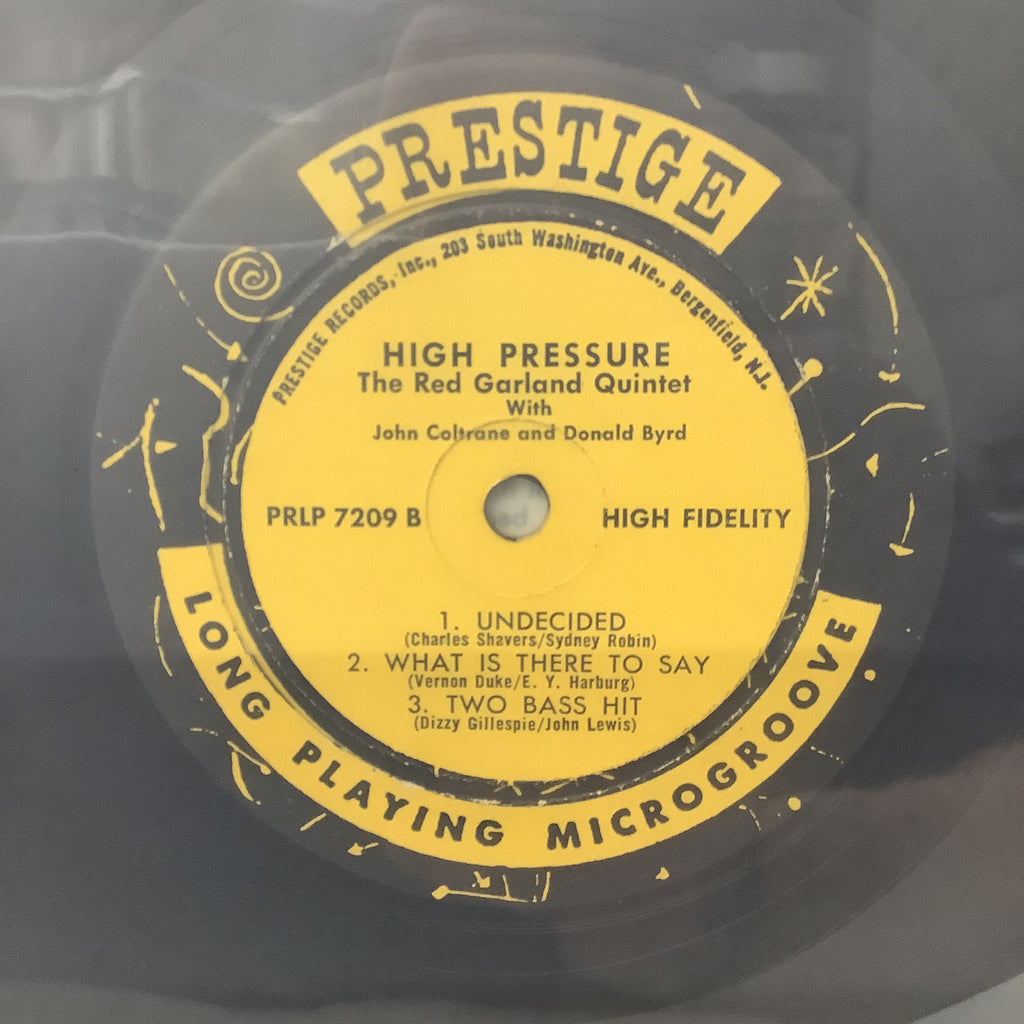 PRESTIGE
PRESTIGE RECORDS, Inc., 203 South Washington Ave., Bergenfield, N.J.
HIGH PRESSURE
The Red Garland Quintet
With
John Coltrane and Donald Byrd
PRLP 7209 B
HIGH FIDELITY
1. UNDECIDED
(Charles Shavers/Sydney Robin)
2. WHAT IS THERE TO SAY
(Vernon Duke/E. Y. Harburg)
3. TWO BASS HIT
(Dizzy Gillespie/John Lewis)
LONG PLAYING MICROGROOVE